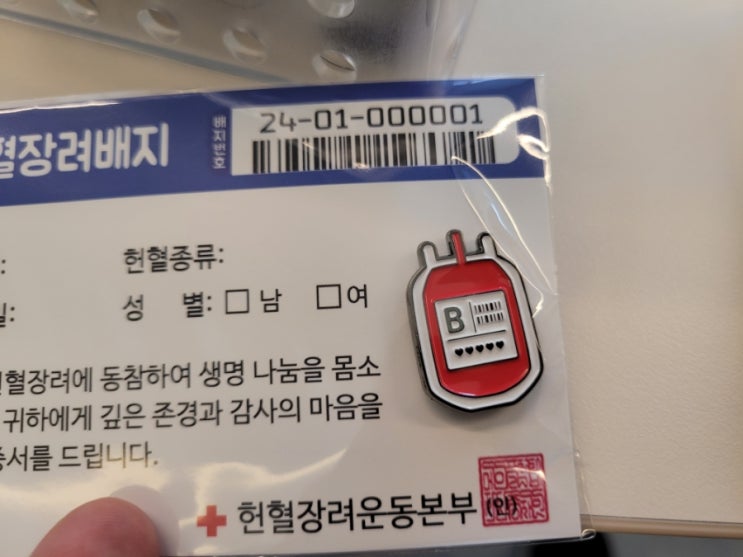 혈장려배지
배지번호
24-01-000001
헌혈종류:
성 별: □ 남 □ 여
B
혈장려에 동참하여 생명 나눔을 몸소
귀하에게 깊은 존경과 감사의 마음을
증서를 드립니다.
헌혈장려운동본부 (인)